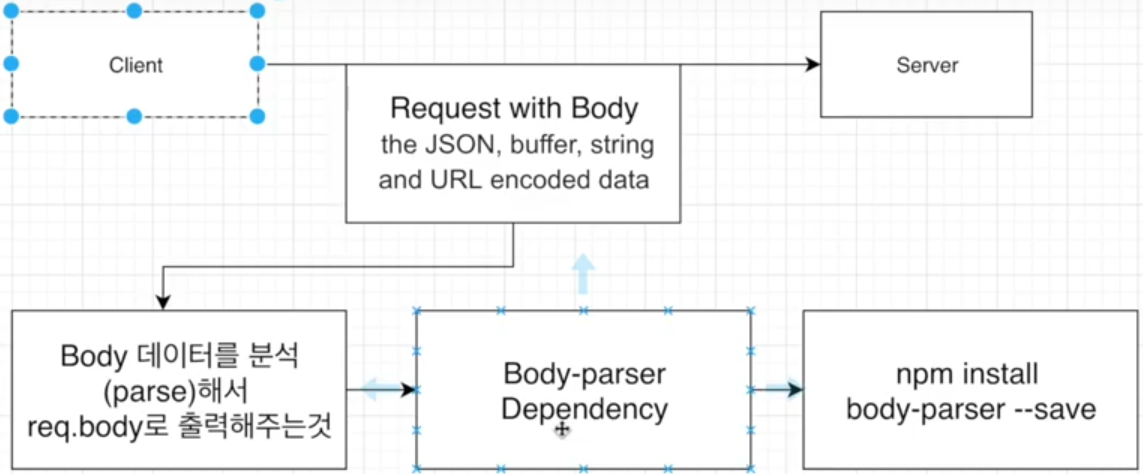 Client
Server
Request with Body
the JSON, buffer, string
and URL encoded data
Body 데이터를 분석
(parse)해서
req.body로 출력해주는것
Body-parser
Dependency
npm install
body-parser --save